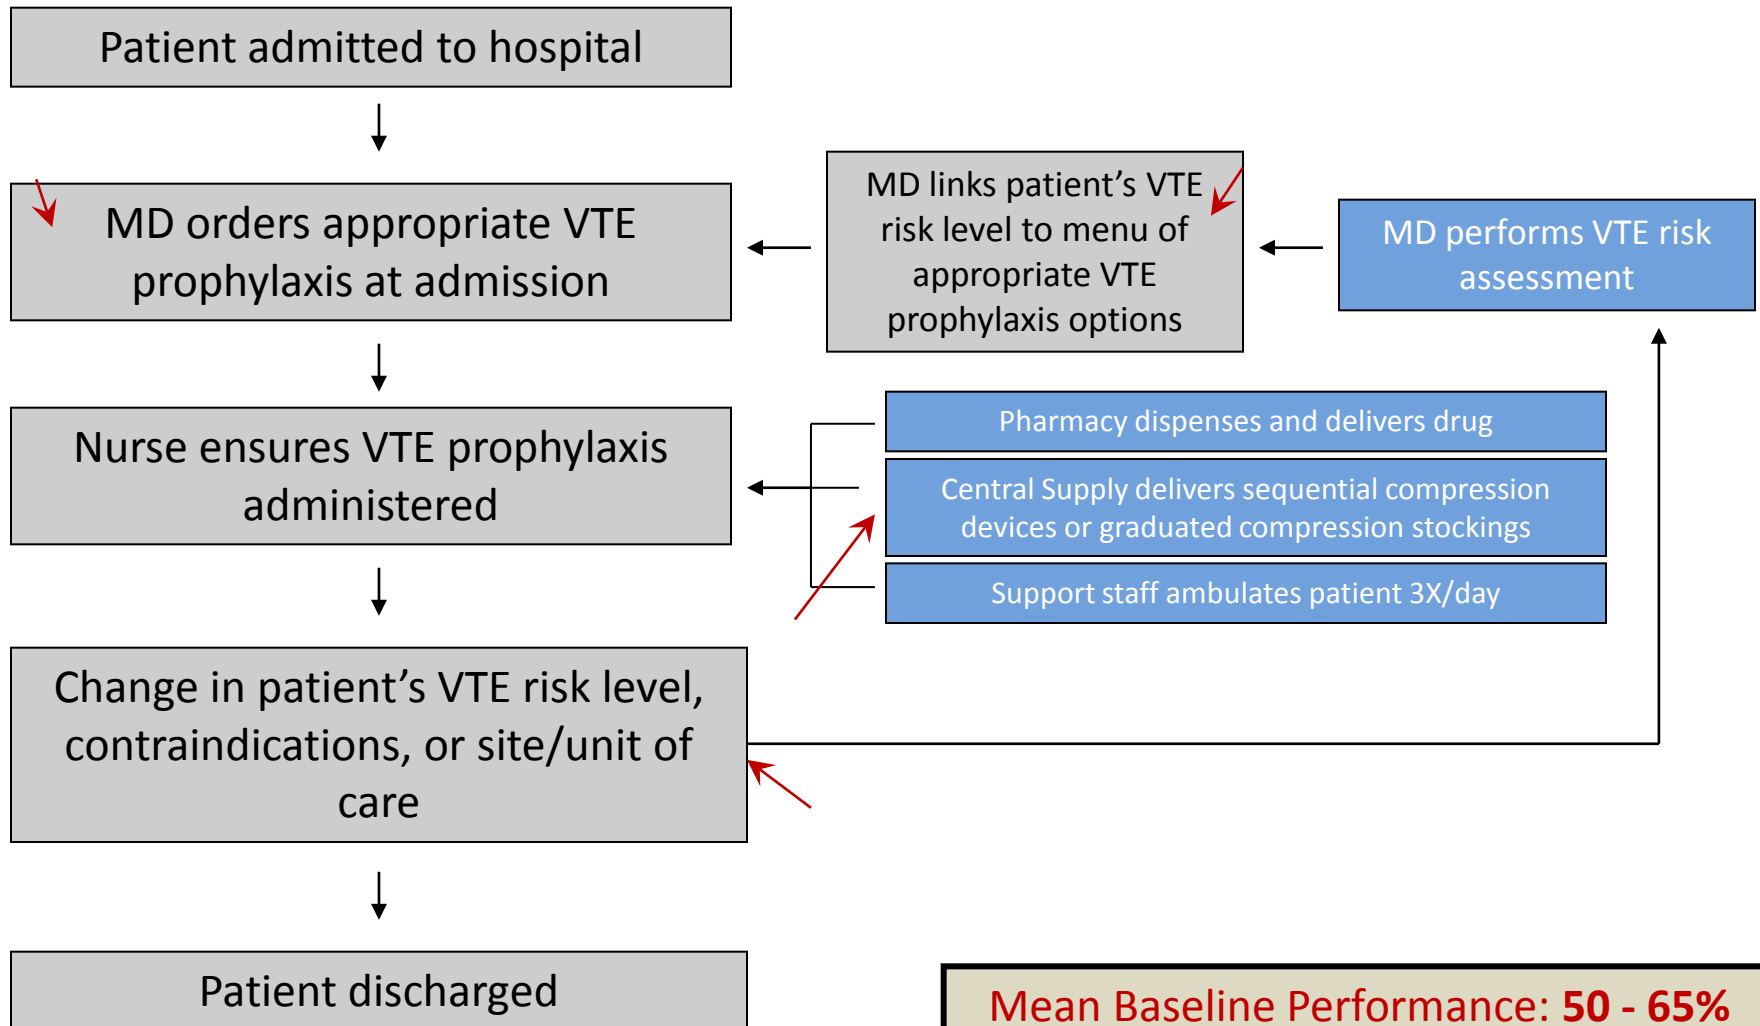 Patient admitted to hospital
MD orders appropriate VTE
prophylaxis at admission
MD links patient’s VTE
risk level to menu of
appropriate VTE
prophylaxis options
MD performs VTE risk
assessment
Nurse ensures VTE prophylaxis
administered
Pharmacy dispenses and delivers drug
Central Supply delivers sequential compression
devices or graduated compression stockings
Support staff ambulates patient 3X/day
Change in patient’s VTE risk level,
contraindications, or site/unit of
care
Patient discharged
Mean Baseline Performance: 50 - 65%